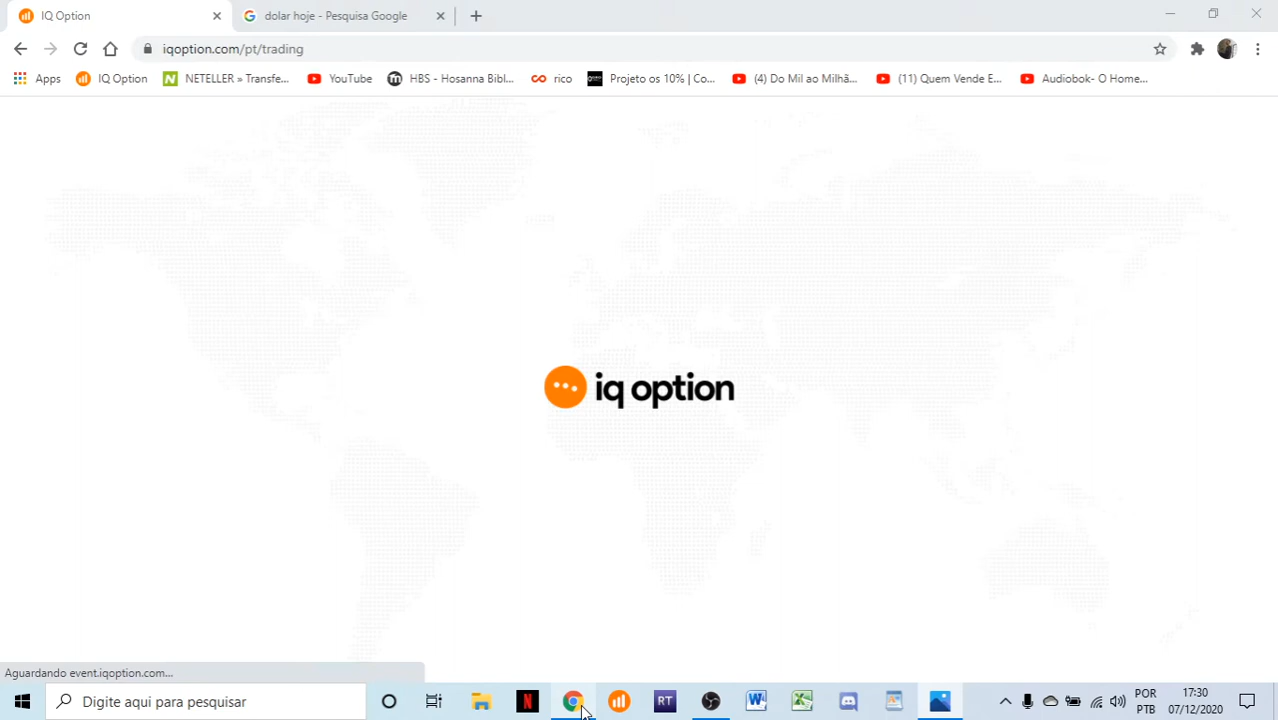 IQ Option
dolar hoje - Pesquisa Google
iqoption.com/pt/trading
Apps
IQ Option
NETELLER » Transfe...
YouTube
HBS - Hosanna Bibl...
rico
Projeto os 10% | Co...
(4) Do Mil ao Milhã...
(11) Quem Vende E...
Audiobok- O Home...
iq option
Aguardando event.iqoption.com...
Digite aqui para pesquisar
N
RT
W
POR
PTB
17:30
07/12/2020